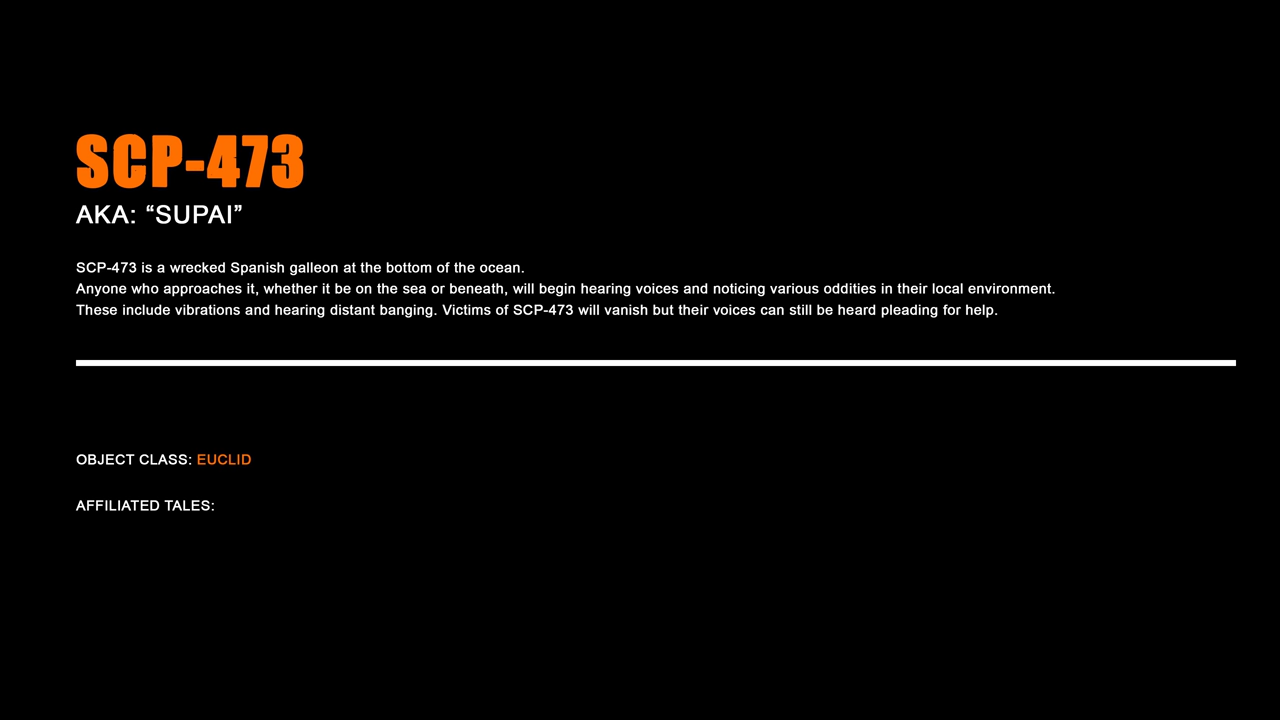 SCP-473
AKA: “SUPAI”
SCP-473 is a wrecked Spanish galleon at the bottom of the ocean.
Anyone who approaches it, whether it be on the sea or beneath, will begin hearing voices and noticing various oddities in their local environment.
These include vibrations and hearing distant banging. Victims of SCP-473 will vanish but their voices can still be heard pleading for help.
OBJECT CLASS: EUCLID
AFFILIATED TALES: